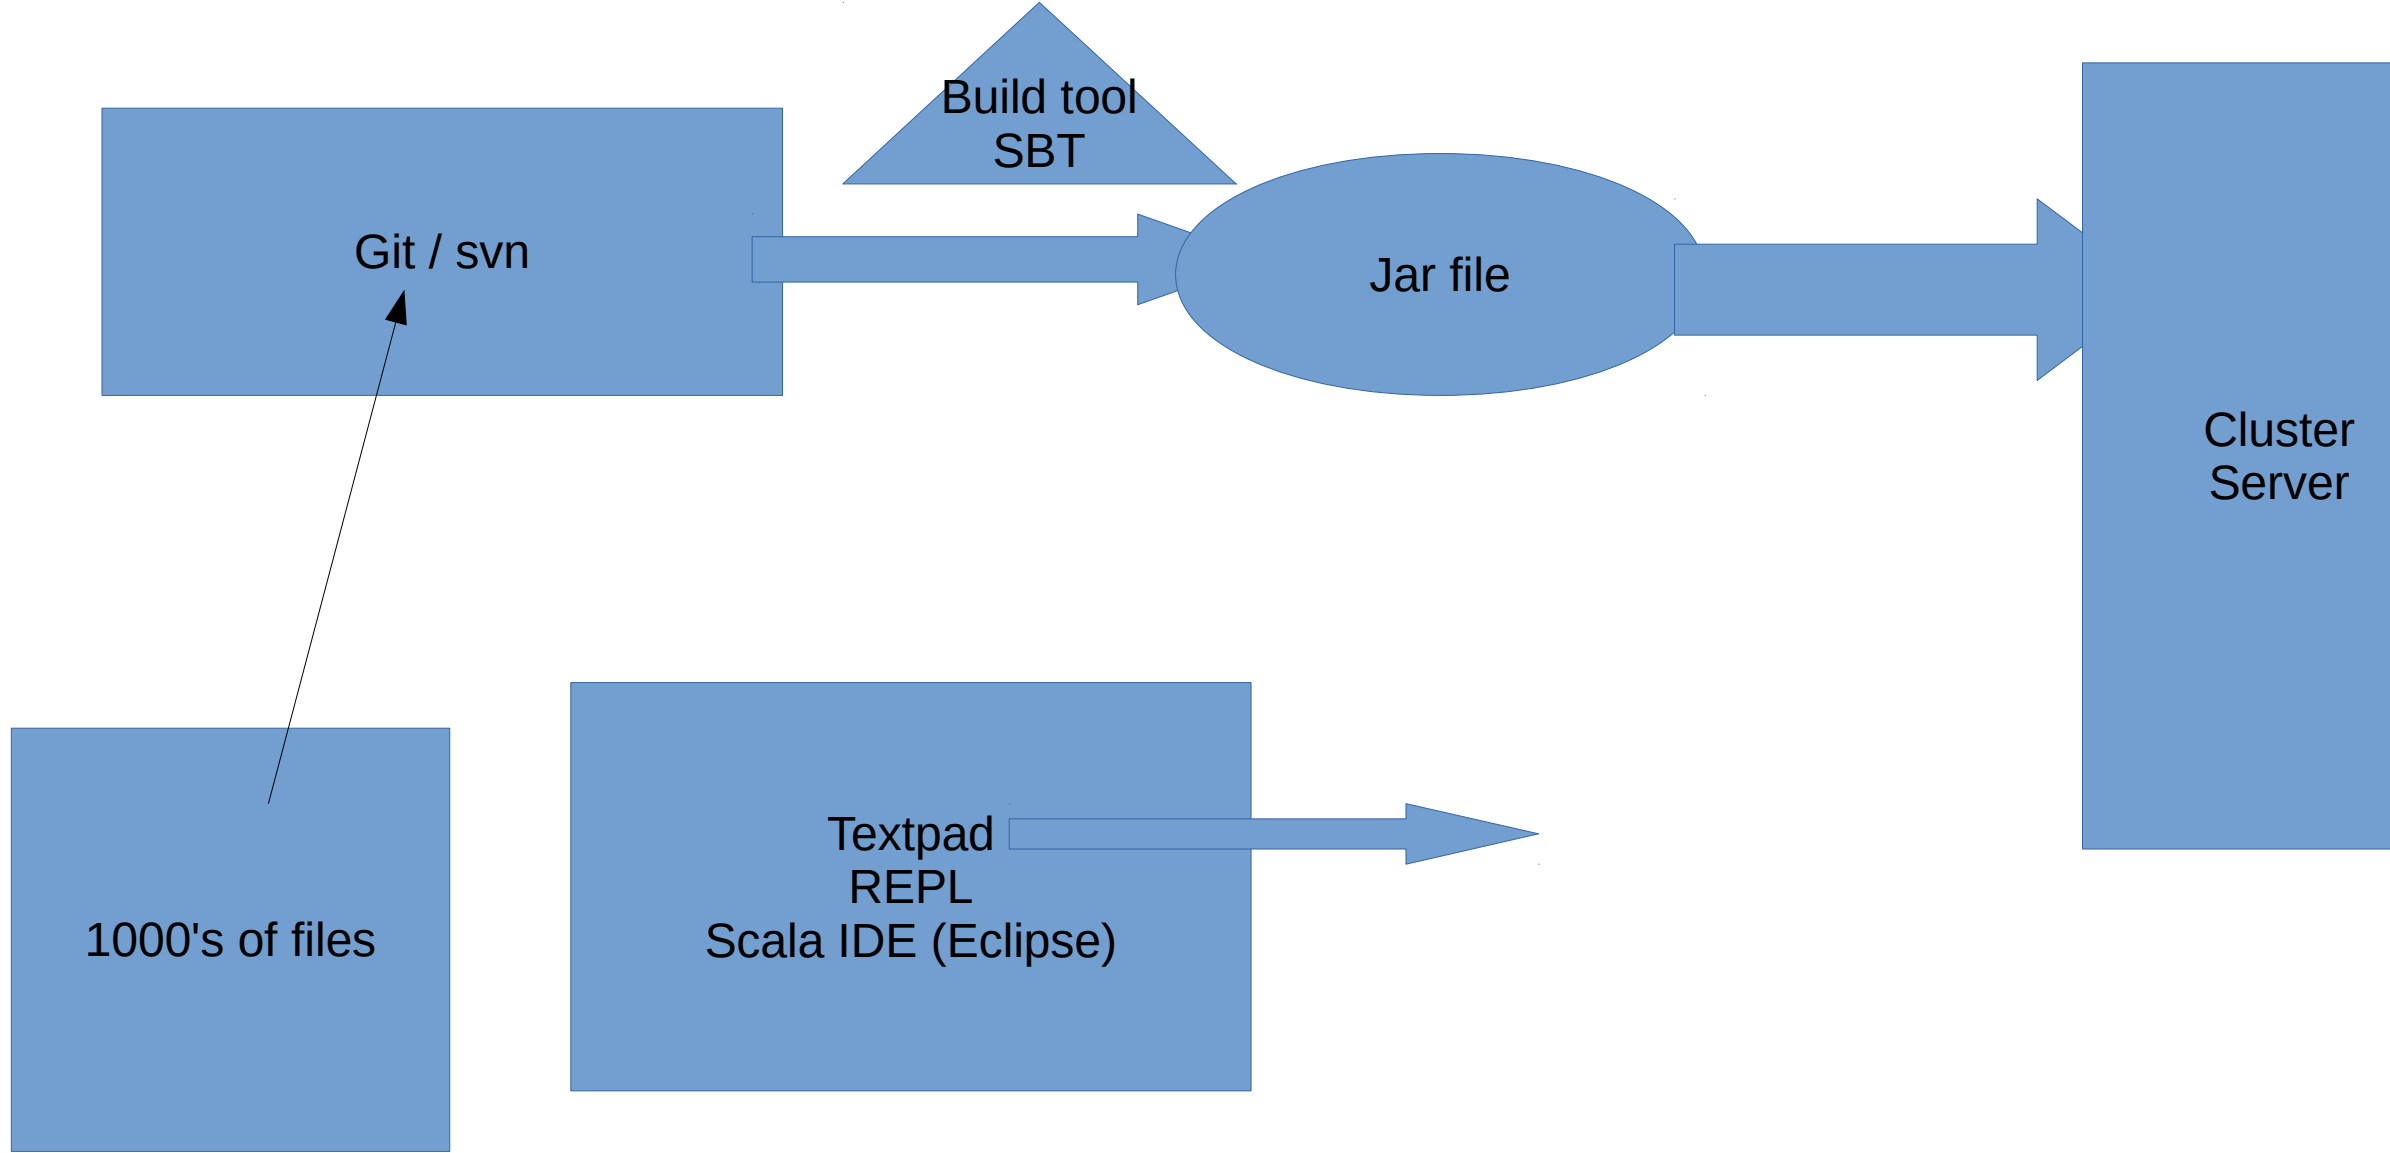 Build tool
SBT
Git / svn
Jar file
Cluster
Server
1000's of files
Textpad
REPL
Scala IDE (Eclipse)